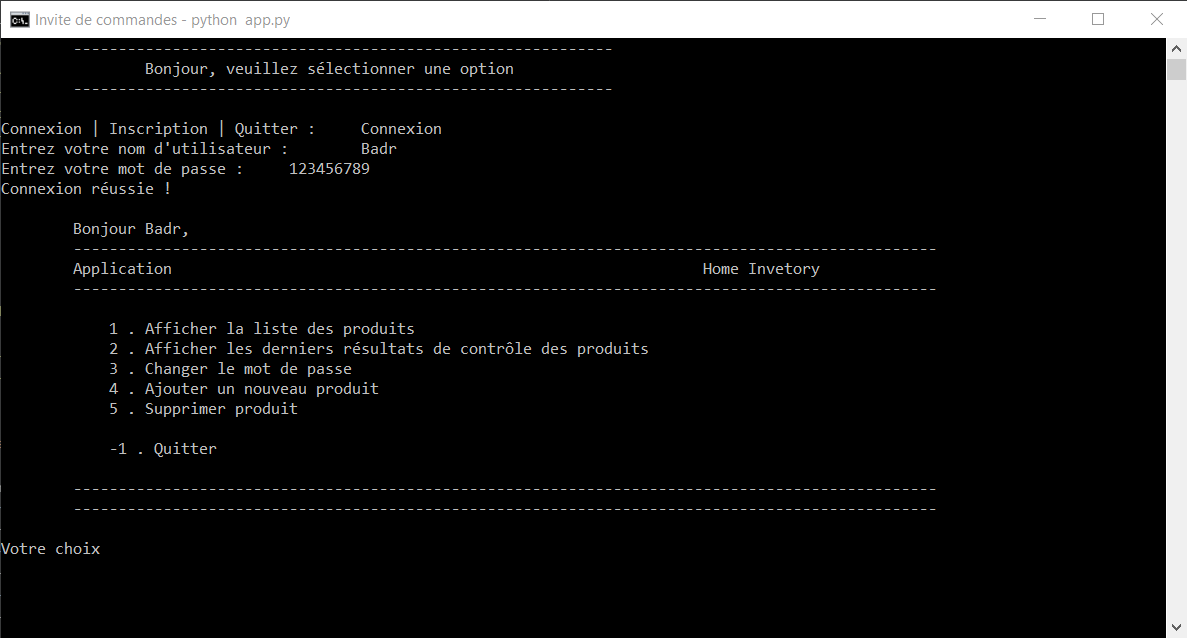 Invite de commandes - python  app.py
------------------------------------------------------------
Bonjour, veuillez sélectionner une option
------------------------------------------------------------
Connexion | Inscription | Quitter :     Connexion
Entrez votre nom d'utilisateur :        Badr
Entrez votre mot de passe :     123456789
Connexion réussie !
Bonjour Badr,
------------------------------------------------------------------------------------------------
Application                                                           Home Invetory
------------------------------------------------------------------------------------------------
1 . Afficher la liste des produits
2 . Afficher les derniers résultats de contrôle des produits
3 . Changer le mot de passe
4 . Ajouter un nouveau produit
5 . Supprimer produit
-1 . Quitter
------------------------------------------------------------------------------------------------
------------------------------------------------------------------------------------------------
Votre choix